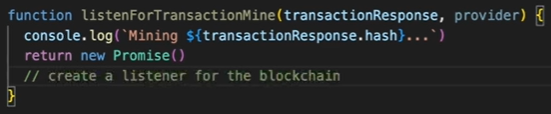 function listenForTransactionMine(transactionResponse, provider) {
  console.log(`Mining ${transactionResponse.hash}...`)
  return new Promise()
  // create a listener for the blockchain
}